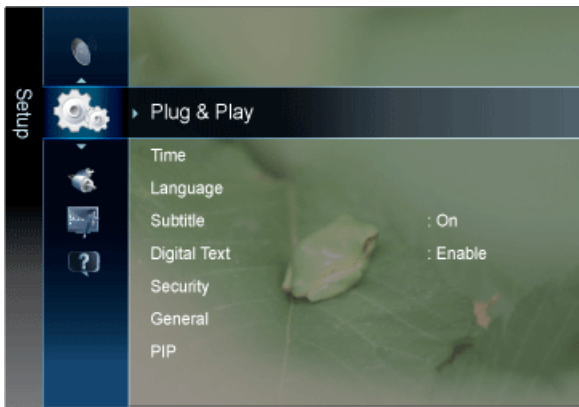 Setup
Plug & Play
Time
Language
Subtitle : On
Digital Text : Enable
Security
General
PIP